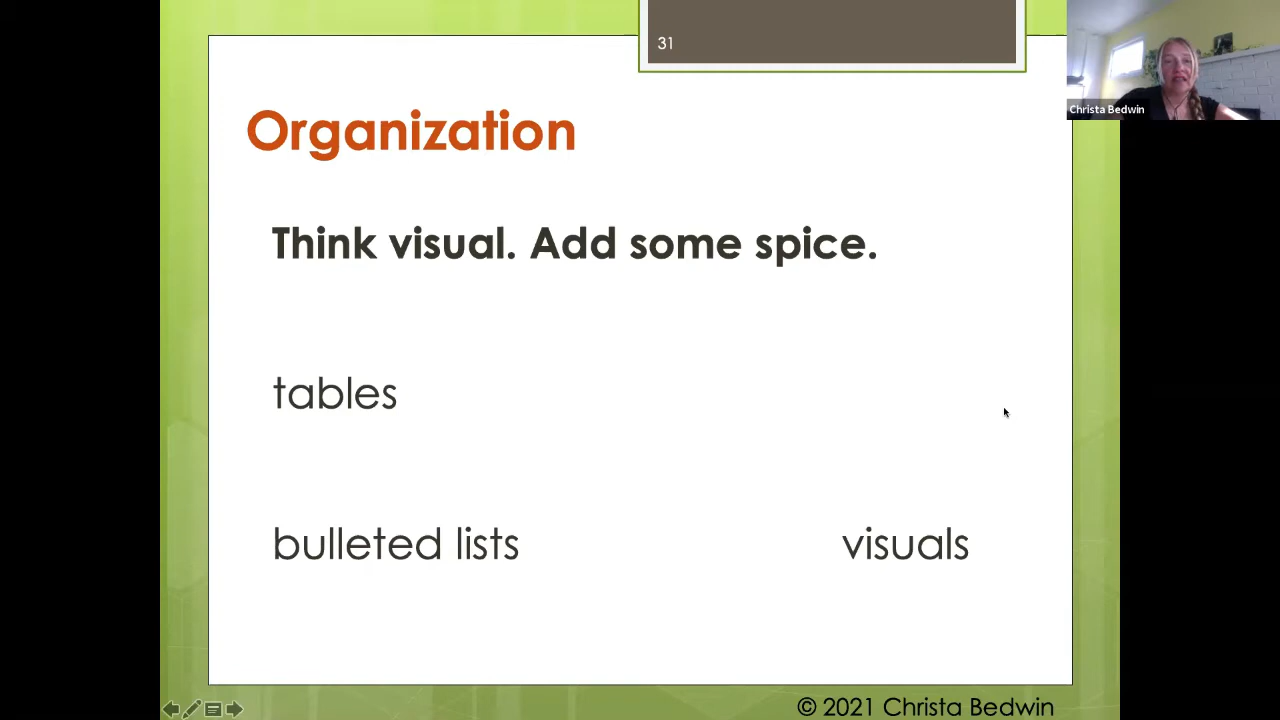 31
Christa Bedwin
Organization
Think visual. Add some spice.
tables
bulleted lists
visuals
© 2021 Christa Bedwin